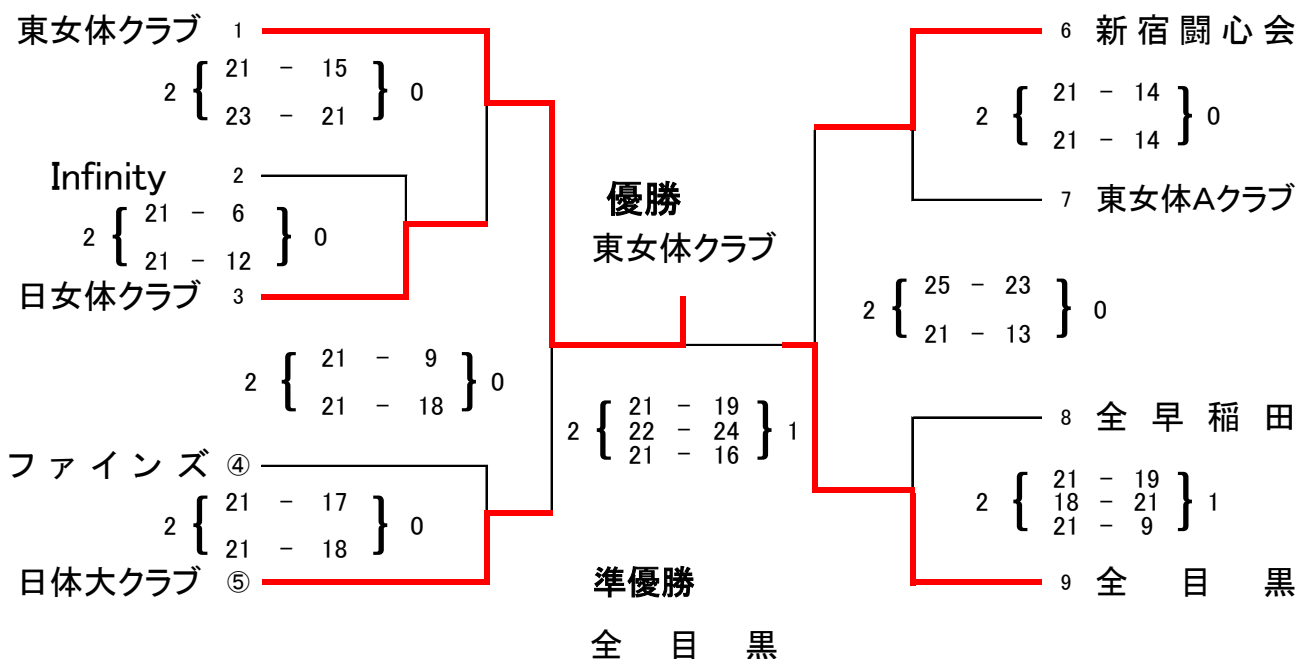 東女体クラブ 1
2 { 21 - 15 } 0
23 - 21
Infinity 2
2 { 21 - 6 } 0
21 - 12
日女体クラブ 3
2 { 21 - 9 } 0
21 - 18
ファインズ ④
2 { 21 - 17 } 0
21 - 18
日体大クラブ ⑤
優勝
東女体クラブ
2 { 21 - 19 } 1
22 - 24
21 - 16
準優勝
全 目 黒
6 新宿闘心会
2 { 21 - 14 } 0
21 - 14
7 東女体Aクラブ
2 { 25 - 23 } 0
21 - 13
8 全早稲田
2 { 21 - 19 } 1
18 - 21
21 - 9
9 全 目 黒